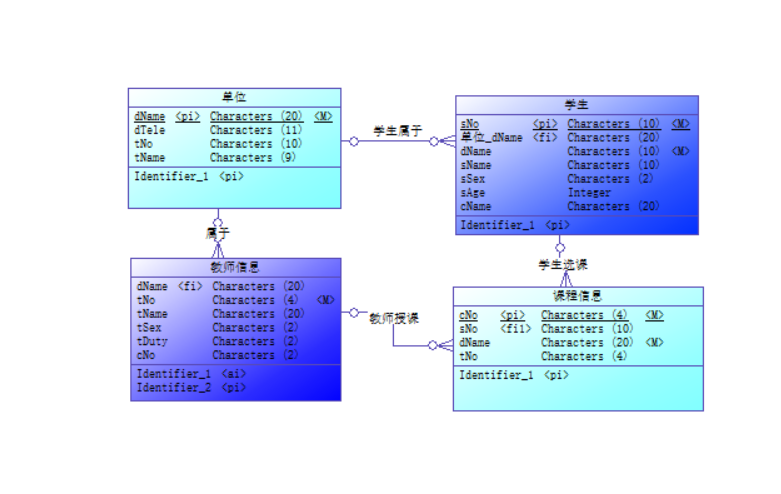 单位
dName <pi> Characters (20) <M>
dTele Characters (11)
tNo Characters (10)
tName Characters (9)
Identifier_1 <pi>
学生属于
学生
sNo <pi> Characters (10) <M>
单位_dName <fi> Characters (20)
dName Characters (10) <M>
sName Characters (10)
sSex Characters (2)
sAge Integer
cName Characters (20)
Identifier_1 <pi>
属于
学生选课
教师信息
dName <fi> Characters (20)
tNo Characters (4) <M>
tName Characters (20)
tSex Characters (2)
tDuty Characters (2)
cNo Characters (2)
Identifier_1 <ai>
Identifier_2 <pi>
教师授课
课程信息
cNo <pi> Characters (4) <M>
sNo <fi1> Characters (10)
dName Characters (20) <M>
tNo Characters (4)
Identifier_1 <pi>